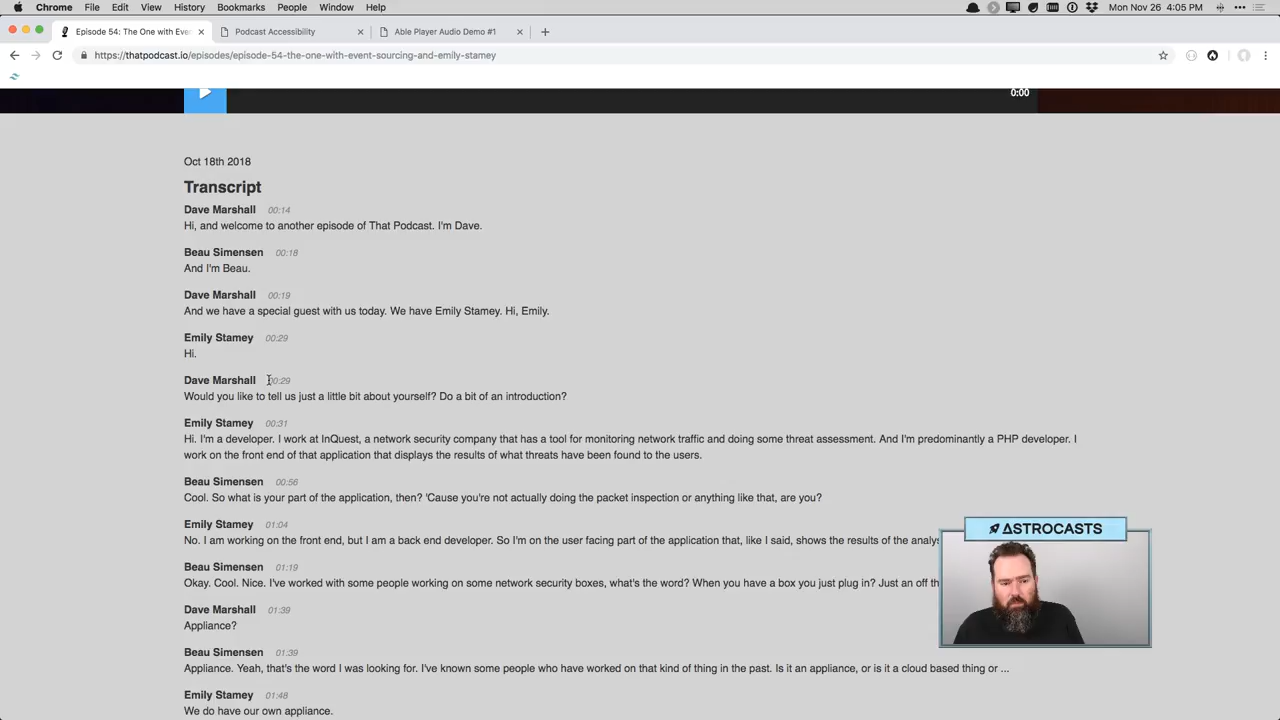 Chrome File Edit View History Bookmarks People Window Help Mon Nov 26 4:05 PM
Episode 54: The One with Even Podcast Accessibility Able Player Audio Demo #1
https://thatpodcast.io/episodes/episode-54-the-one-with-event-sourcing-and-emily-stamey
0:00
Oct 18th 2018
Transcript
Dave Marshall 00:14
Hi, and welcome to another episode of That Podcast. I'm Dave.
Beau Simensen 00:18
And I'm Beau.
Dave Marshall 00:19
And we have a special guest with us today. We have Emily Stamey. Hi, Emily.
Emily Stamey 00:29
Hi.
Dave Marshall 00:29
Would you like to tell us just a little bit about yourself? Do a bit of an introduction?
Emily Stamey 00:31
Hi. I'm a developer. I work at InQuest, a network security company that has a tool for monitoring network traffic and doing some threat assessment. And I'm predominantly a PHP developer. I
work on the front end of that application that displays the results of what threats have been found to the users.
Beau Simensen 00:56
Cool. So what is your part of the application, then? 'Cause you're not actually doing the packet inspection or anything like that, are you?
Emily Stamey 01:04
No. I am working on the front end, but I am a back end developer. So I'm on the user facing part of the application that, like I said, shows the results of the analys
Beau Simensen 01:19
Okay. Cool. Nice. I've worked with some people working on some network security boxes, what's the word? When you have a box you just plug in? Just an off th
Dave Marshall 01:39
Appliance?
Beau Simensen 01:39
Appliance. Yeah, that's the word I was looking for. I've known some people who have worked on that kind of thing in the past. Is it an appliance, or is it a cloud based thing or ...
Emily Stamey 01:48
We do have our own appliance.
ASTROCASTS